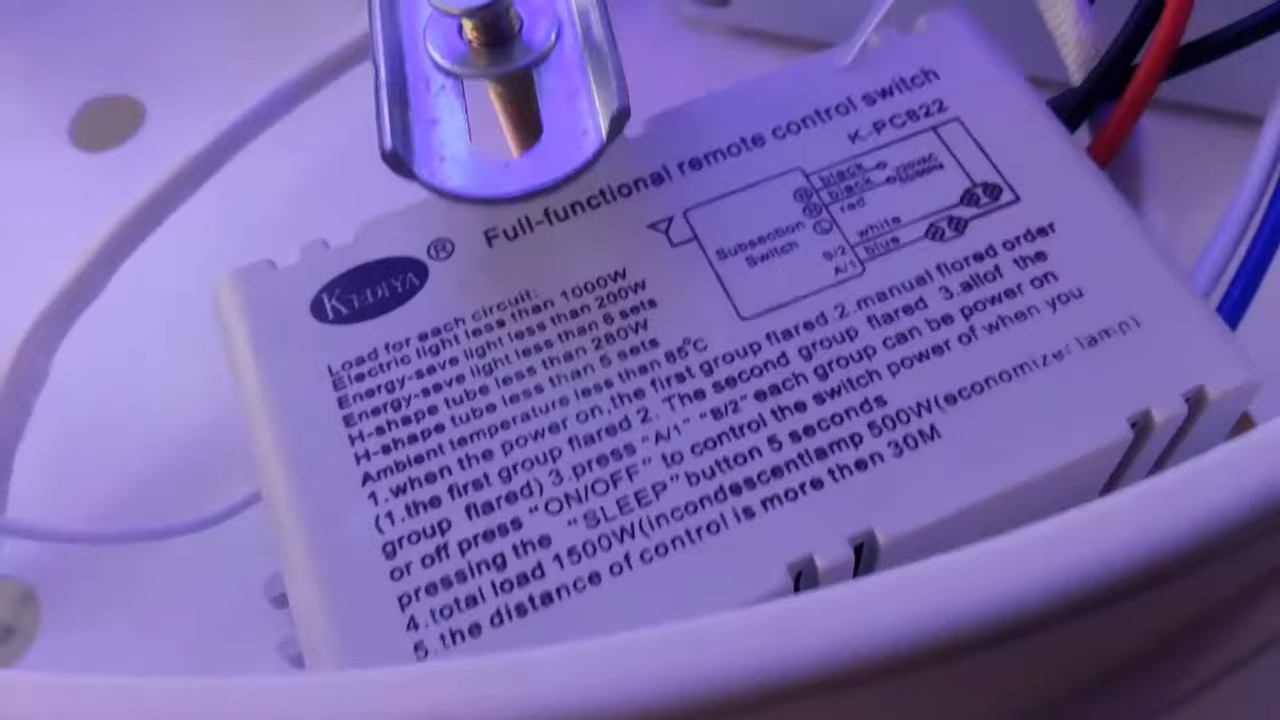 KEDIYA ®
Full-functional remote control switch
K-PC822
black
black
220VAC
50/60Hz
red
white
blue
Subsection
Switch
N
N
L
B/2
A/1
Load for each circuit:
Electric light less than 1000W
Energy-save light less than 200W
Energy-save light less than 6 sets
H-shape tube less than 280W
H-shape tube less than 5 sets
Ambient temperature less than 85°C
1.when the power on,the first group flared.2.manual flored order
(1.the first group flared 2. The second group flared 3.allof the
group flared) 3.press "A/1" "B/2" each group can be power on
or off press "ON/OFF" to control the switch power of when you
pressing the "SLEEP" button 5 seconds
4.total load 1500W(incondescentlamp 500W(economizer lamp)
5.the distance of control is more then 30M